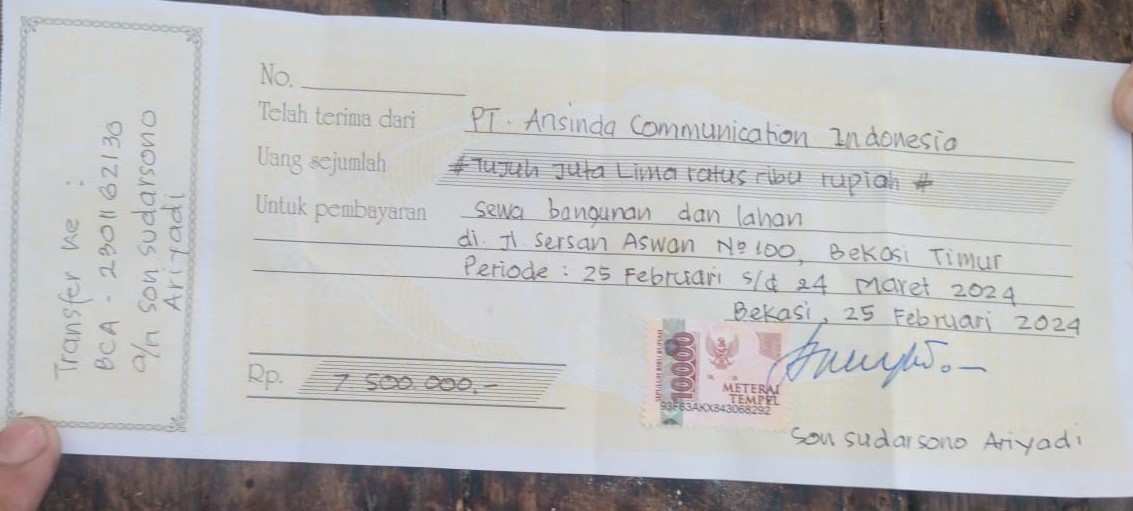 Transfer ke :
BCA - 2301162130
a/n son sudarsono
Ariyadi
No.
Telah terima dari PT. Ansinda Communication Indonesia
Uang sejumlah # Tujuh Juta Lima ratus ribu rupiah #
Untuk pembayaran sewa bangunan dan lahan
di. Jl. Sersan Aswan No 100, Bekasi Timur
Periode : 25 Februari s/d 24 Maret 2024
Bekasi, 25 Februari 2024
Rp. 7.500.000.-
SEPULUH RIBU RUPIAH
10000
METERAI
TEMPEL
93F63AKX843068292
Son sudarsono Ariyadi